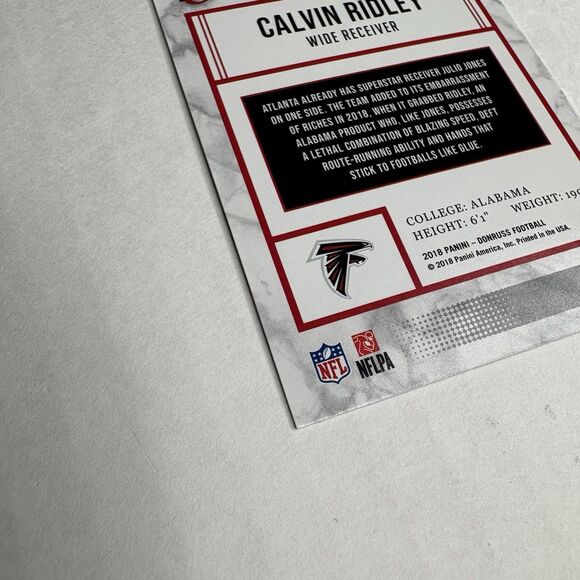 CALVIN RIDLEY
WIDE RECEIVER
ATLANTA ALREADY HAS SUPERSTAR RECEIVER JULIO JONES
ON ONE SIDE. THE TEAM ADDED TO ITS EMBARRASSMENT
OF RICHES IN 2018, WHEN IT GRABBED RIDLEY, AN
ALABAMA PRODUCT WHO, LIKE JONES, POSSESSES
A LETHAL COMBINATION OF BLAZING SPEED, DEFT
ROUTE-RUNNING ABILITY AND HANDS THAT
STICK TO FOOTBALLS LIKE GLUE.
COLLEGE: ALABAMA
HEIGHT: 6'1" WEIGHT: 190
2018 PANINI – DONRUSS FOOTBALL
© 2018 Panini America, Inc. Printed in the USA.
NFL
NFLPA